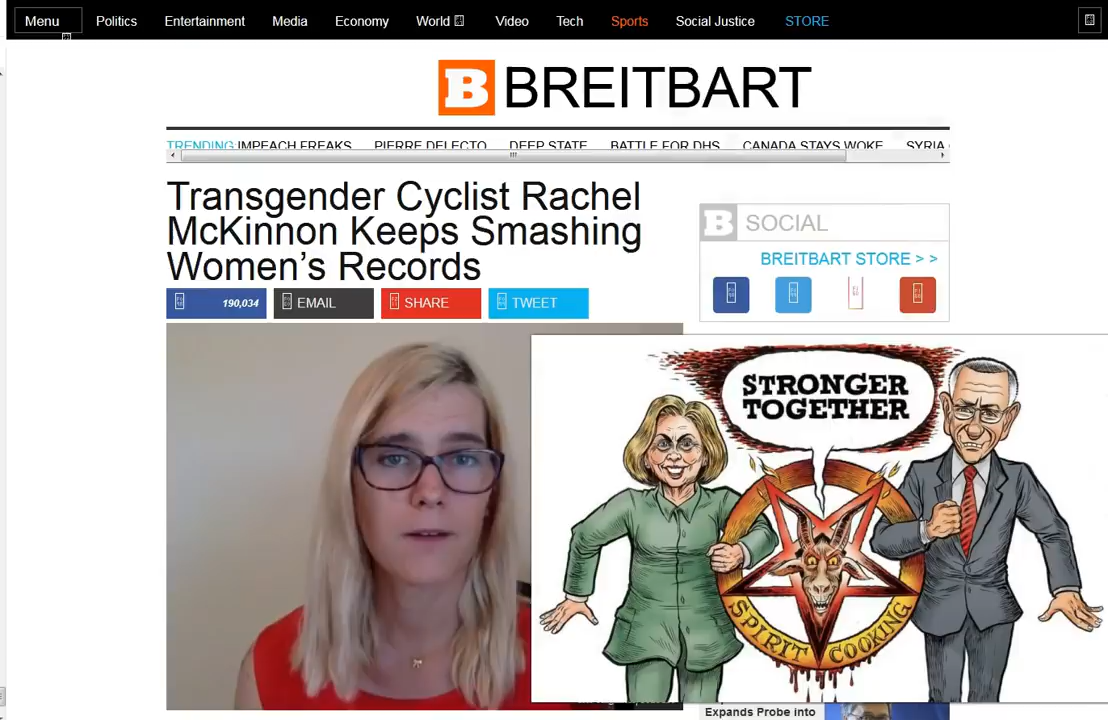 Menu Politics Entertainment Media Economy World Video Tech Sports Social Justice STORE
B BREITBART
TRENDING: IMPEACH FREAKS PIERRE DELECTO DEEP STATE BATTLE FOR DHS CANADA STAYS WOKE SYRIA
Transgender Cyclist Rachel
McKinnon Keeps Smashing
Women's Records
B SOCIAL
BREITBART STORE > >
190,034 EMAIL SHARE TWEET
STRONGER
TOGETHER
SPIRIT COOKING
Expands Probe into